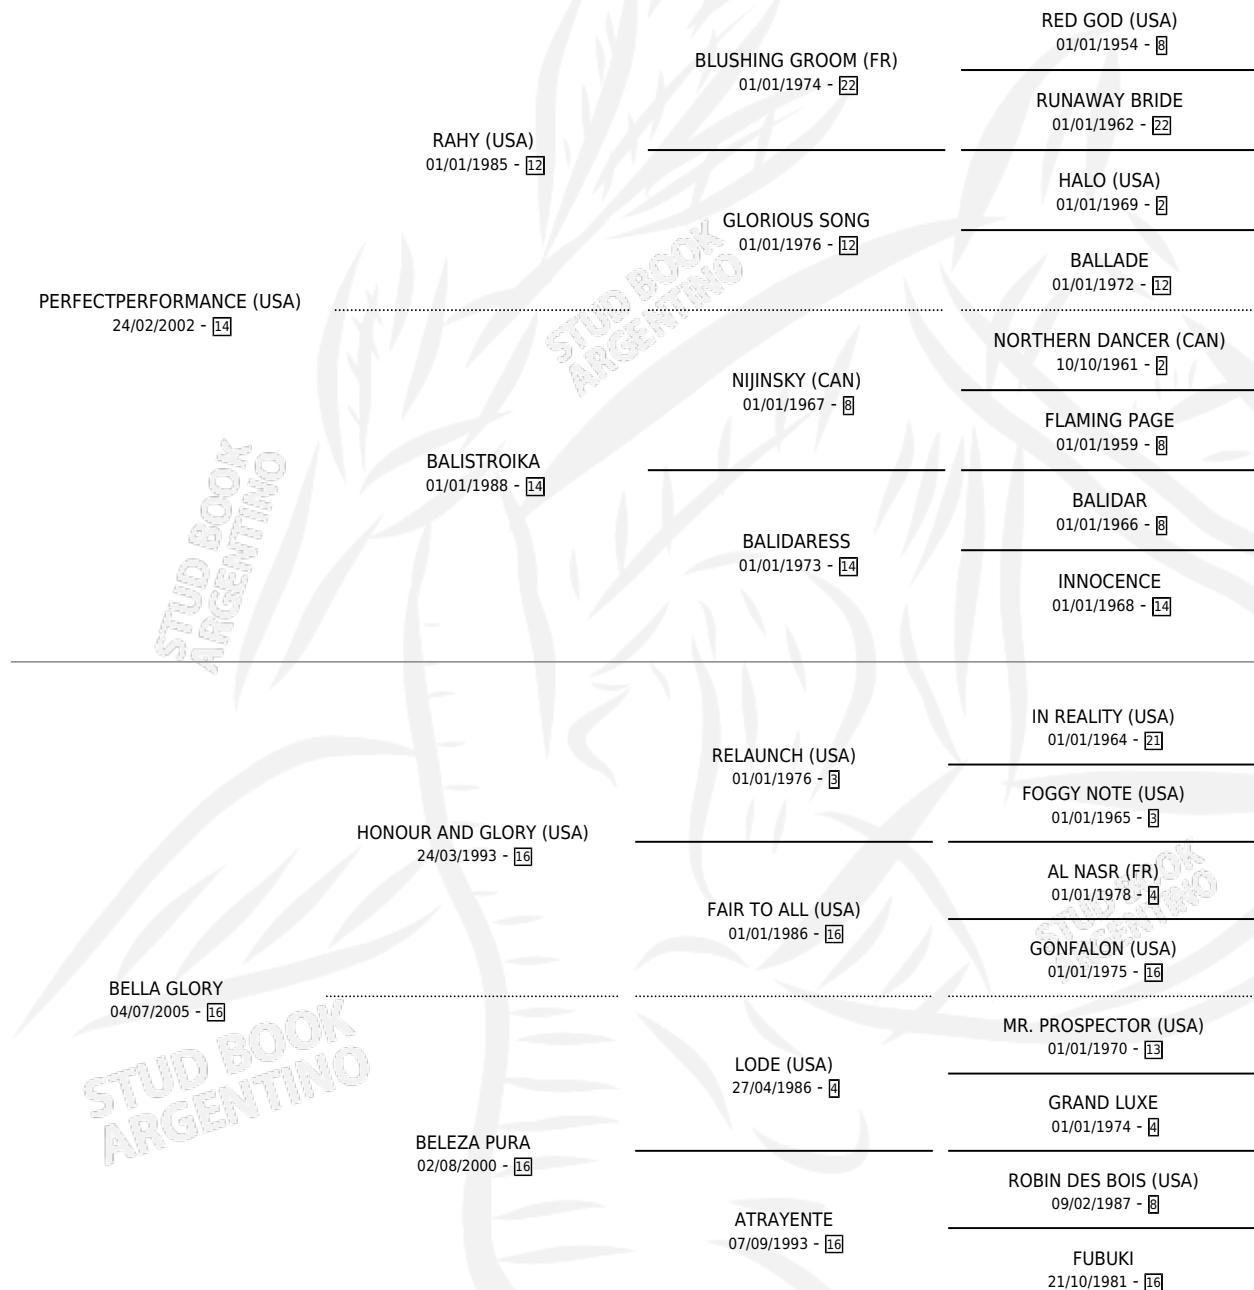 RED GOD (USA)
01/01/1954 - 8
BLUSHING GROOM (FR)
01/01/1974 - 22
RUNAWAY BRIDE
01/01/1962 - 22
RAHY (USA)
01/01/1985 - 12
HALO (USA)
01/01/1969 - 2
GLORIOUS SONG
01/01/1976 - 12
BALLADE
01/01/1972 - 12
PERFECTPERFORMANCE (USA)
24/02/2002 - 14
NORTHERN DANCER (CAN)
10/10/1961 - 2
NIJINSKY (CAN)
01/01/1967 - 8
FLAMING PAGE
01/01/1959 - 8
BALISTROIKA
01/01/1988 - 14
BALIDAR
01/01/1966 - 8
BALIDARESS
01/01/1973 - 14
INNOCENCE
01/01/1968 - 14
IN REALITY (USA)
01/01/1964 - 21
RELAUNCH (USA)
01/01/1976 - 3
FOGGY NOTE (USA)
01/01/1965 - 3
HONOUR AND GLORY (USA)
24/03/1993 - 16
AL NASR (FR)
01/01/1978 - 4
FAIR TO ALL (USA)
01/01/1986 - 16
GONFALON (USA)
01/01/1975 - 16
BELLA GLORY
04/07/2005 - 16
MR. PROSPECTOR (USA)
01/01/1970 - 13
LODE (USA)
27/04/1986 - 4
GRAND LUXE
01/01/1974 - 4
BELEZA PURA
02/08/2000 - 16
ROBIN DES BOIS (USA)
09/02/1987 - 8
ATRAYENTE
07/09/1993 - 16
FUBUKI
21/10/1981 - 16
STUD BOOK
ARGENTINO
STUD BOOK
ARGENTINO
STUD BOOK
ARGENTINO
STUD BOOK
ARGENTINO